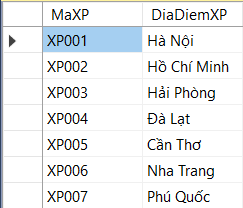 MaXP DiaDiemXP
XP001 Hà Nội
XP002 Hồ Chí Minh
XP003 Hải Phòng
XP004 Đà Lạt
XP005 Cần Thơ
XP006 Nha Trang
XP007 Phú Quốc